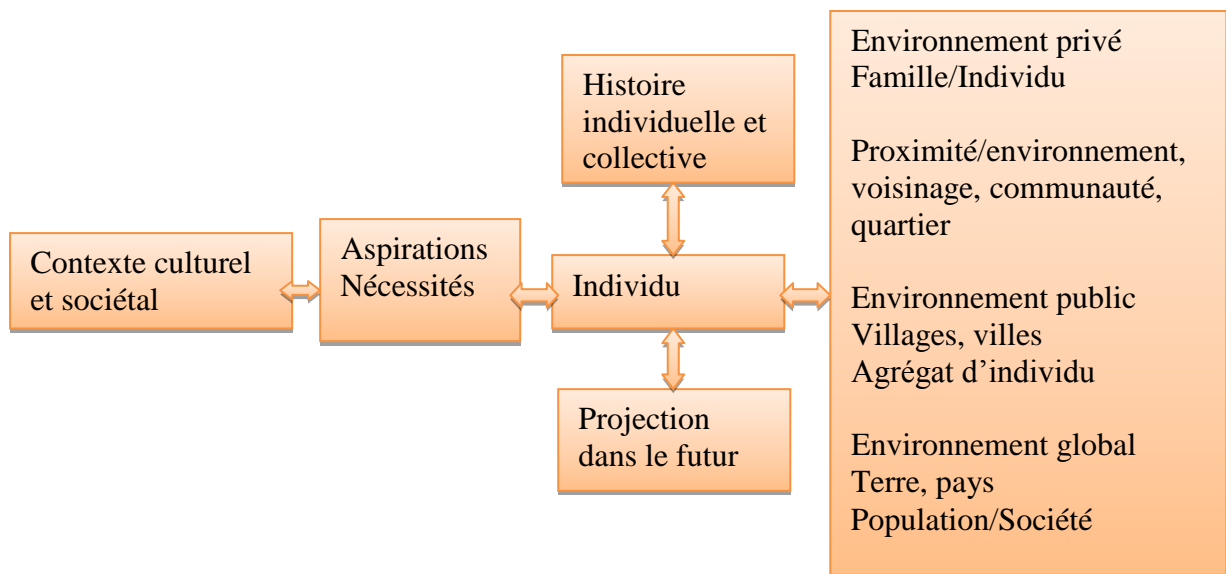 Contexte culturel
et sociétal
Aspirations
Nécessités
Histoire
individuelle et
collective
Individu
Projection
dans le futur
Environnement privé
Famille/Individu
Proximité/environnement,
voisinage, communauté,
quartier
Environnement public
Villages, villes
Agrégat d’individu
Environnement global
Terre, pays
Population/Société